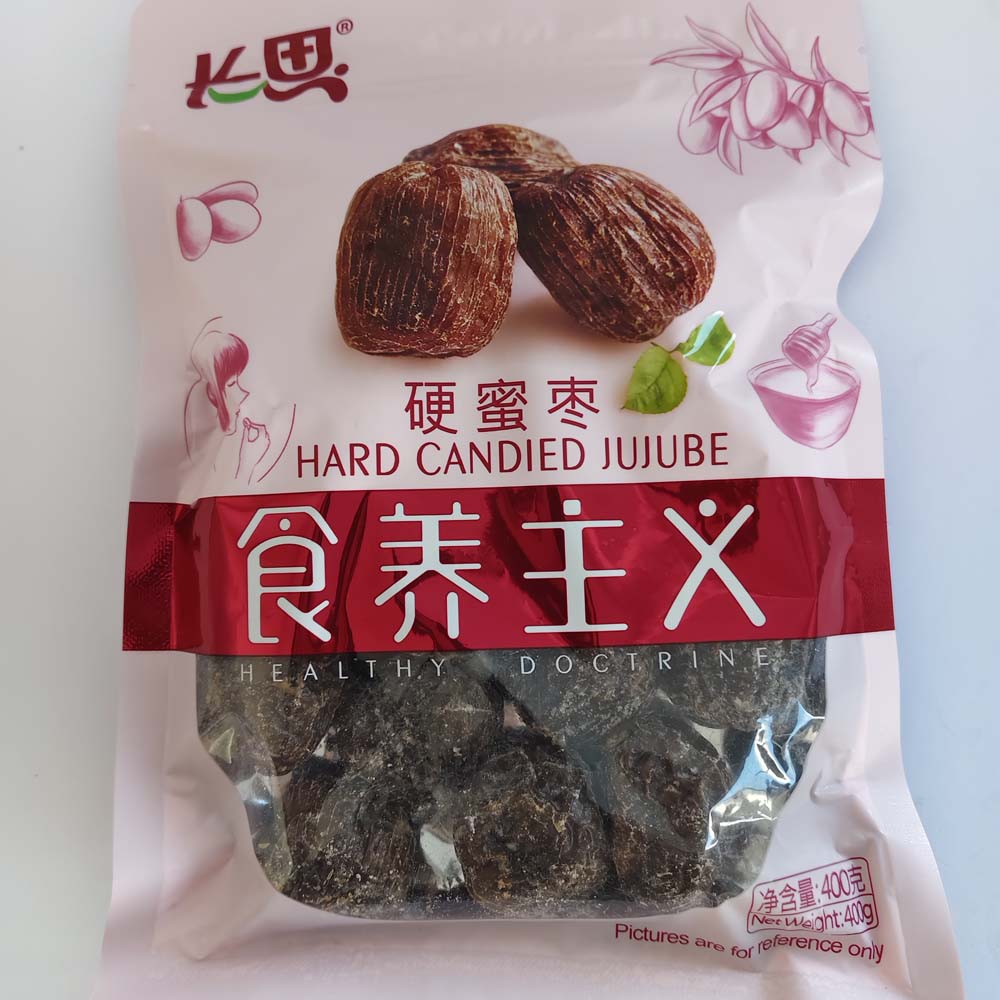 长思®
硬蜜枣
HARD CANDIED JUJUBE
食养主义
HEALTHY DOCTRINE
净含量:400克
Net Weight:400g
Pictures are for reference only